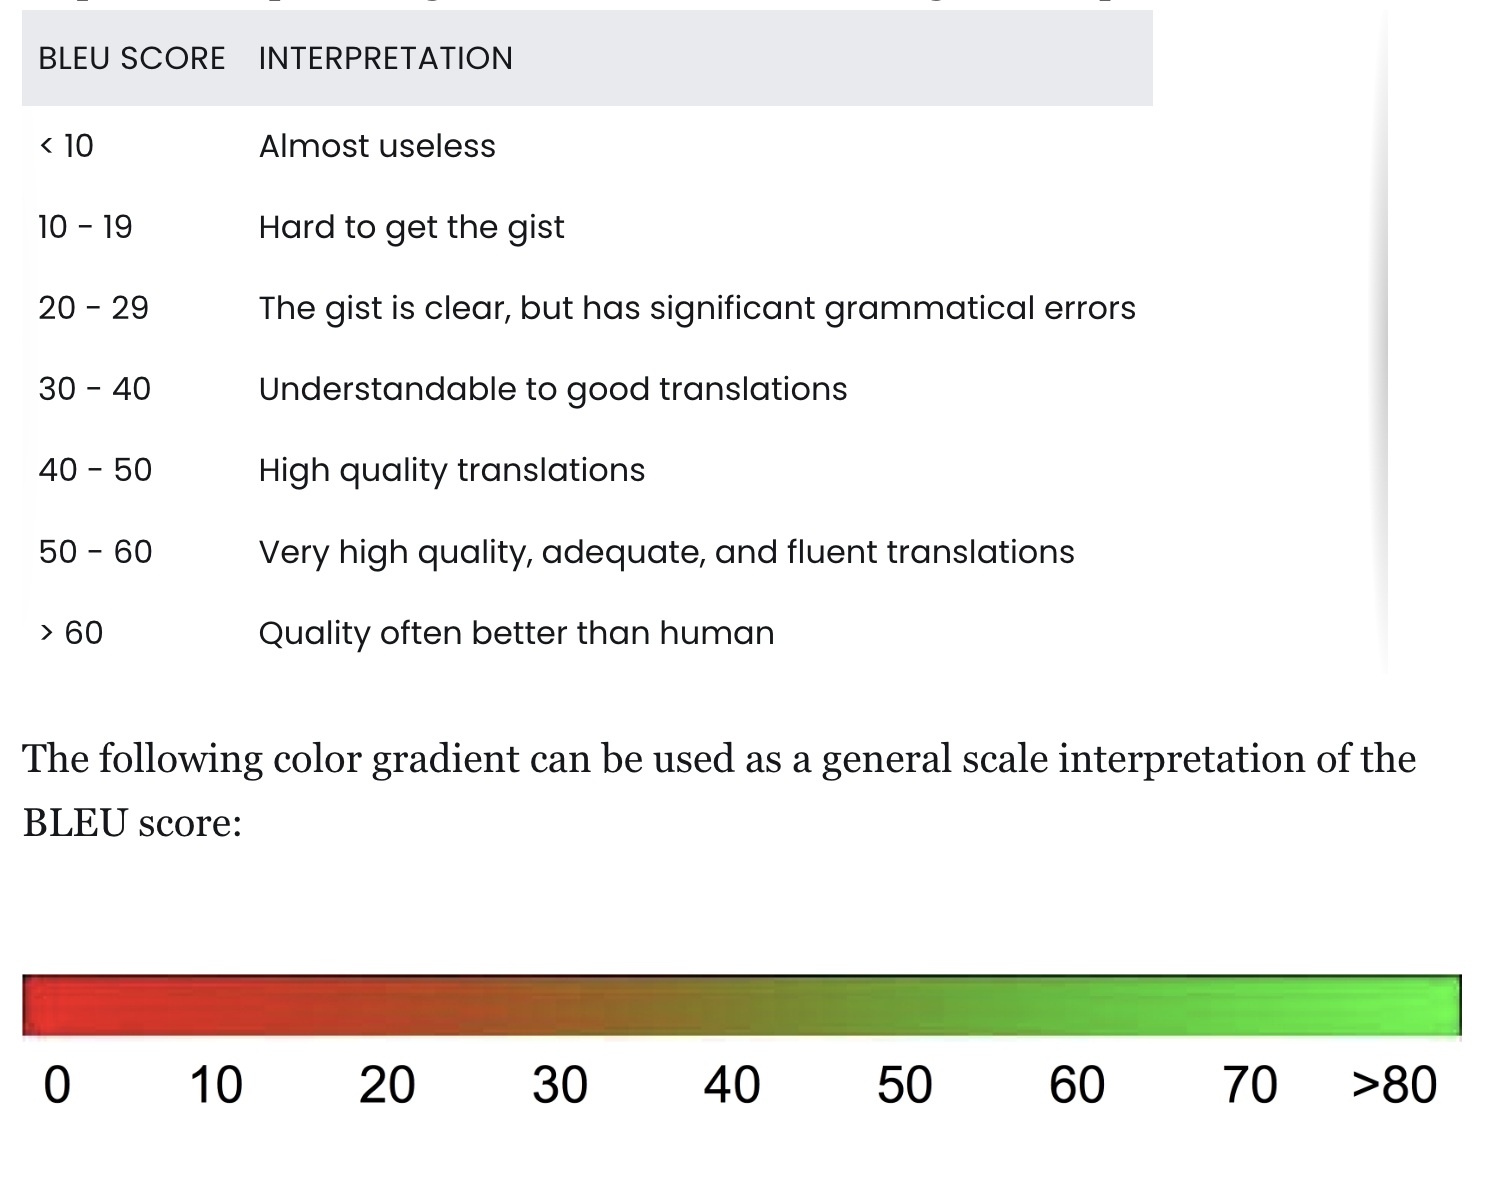 BLEU SCORE INTERPRETATION
< 10 Almost useless
10 - 19 Hard to get the gist
20 - 29 The gist is clear, but has significant grammatical errors
30 - 40 Understandable to good translations
40 - 50 High quality translations
50 - 60 Very high quality, adequate, and fluent translations
> 60 Quality often better than human
The following color gradient can be used as a general scale interpretation of the
BLEU score:
0 10 20 30 40 50 60 70 >80